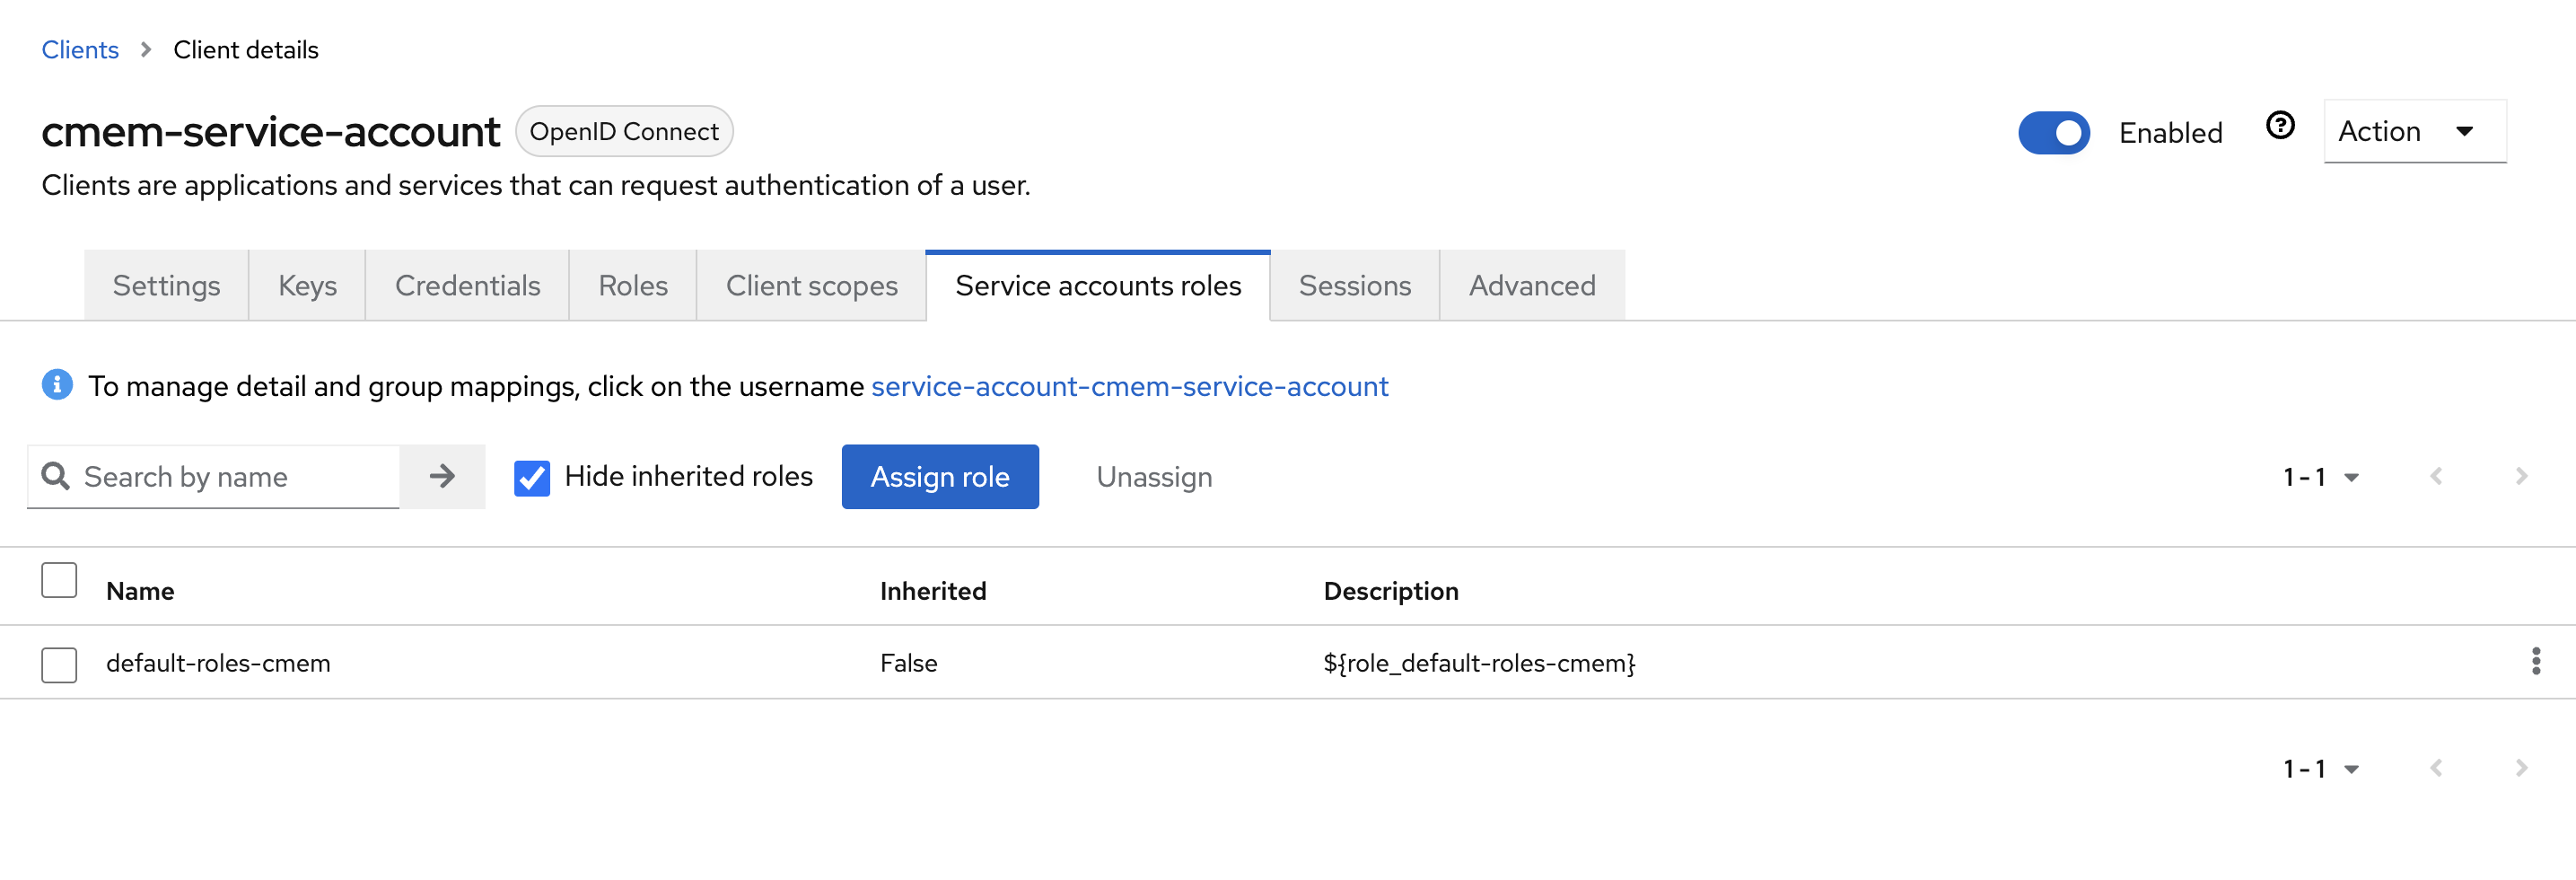 Clients > Client details
cmem-service-account OpenID Connect
Enabled
Action
Clients are applications and services that can request authentication of a user.
Settings Keys Credentials Roles Client scopes Service accounts roles Sessions Advanced
To manage detail and group mappings, click on the username service-account-cmem-service-account
Search by name Hide inherited roles Assign role Unassign 1 - 1
Name Inherited Description
default-roles-cmem False ${role_default-roles-cmem}
1 - 1